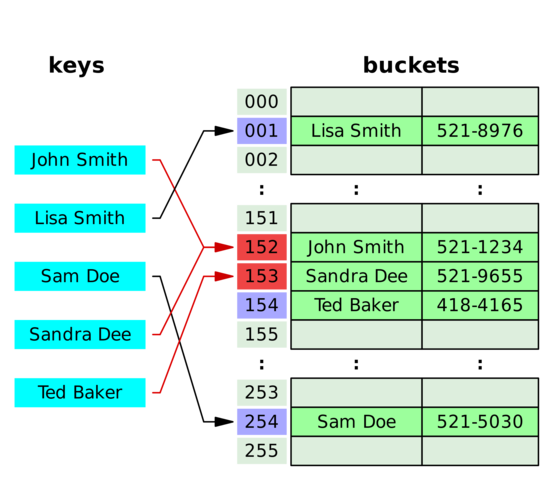 keys
buckets
John Smith
Lisa Smith
Sam Doe
Sandra Dee
Ted Baker
000
001 Lisa Smith 521-8976
002
: : :
151
152 John Smith 521-1234
153 Sandra Dee 521-9655
154 Ted Baker 418-4165
155
: : :
253
254 Sam Doe 521-5030
255